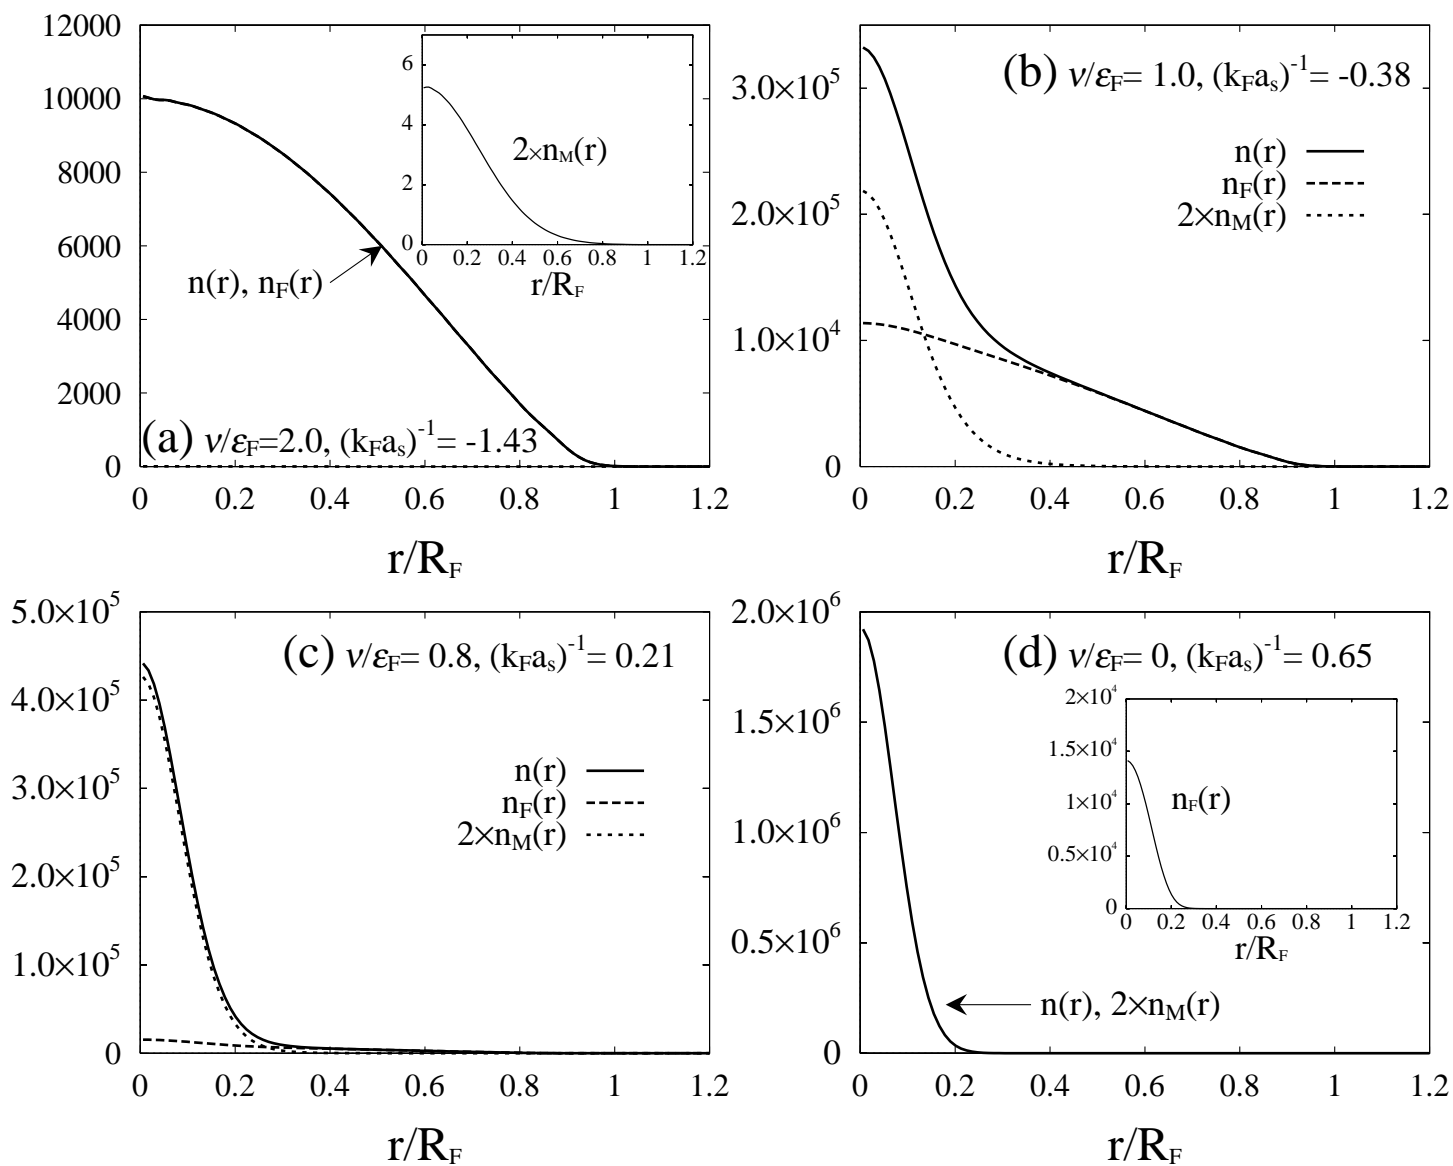 12000
10000
8000
6000
4000
2000
0
0 0.2 0.4 0.6 0.8 1 1.2
r/R_F
n(r), n_F(r)
(a) ν/ε_F=2.0, (k_Fa_s)^-1= -1.43
6
4
2
0
0 0.2 0.4 0.6 0.8 1 1.2
r/R_F
2×n_M(r)
(b) ν/ε_F= 1.0, (k_Fa_s)^-1= -0.38
n(r)
n_F(r)
2×n_M(r)
3.0×10^5
2.0×10^5
1.0×10^4
0
0 0.2 0.4 0.6 0.8 1 1.2
r/R_F
(c) ν/ε_F= 0.8, (k_Fa_s)^-1= 0.21
n(r)
n_F(r)
2×n_M(r)
5.0×10^5
4.0×10^5
3.0×10^5
2.0×10^5
1.0×10^5
0
0 0.2 0.4 0.6 0.8 1 1.2
r/R_F
(d) ν/ε_F= 0, (k_Fa_s)^-1= 0.65
2.0×10^6
1.5×10^6
1.0×10^6
0.5×10^6
0
0 0.2 0.4 0.6 0.8 1 1.2
r/R_F
n(r), 2×n_M(r)
2×10^4
1.5×10^4
1×10^4
0.5×10^4
0
0 0.2 0.4 0.6 0.8 1 1.2
r/R_F
n_F(r)